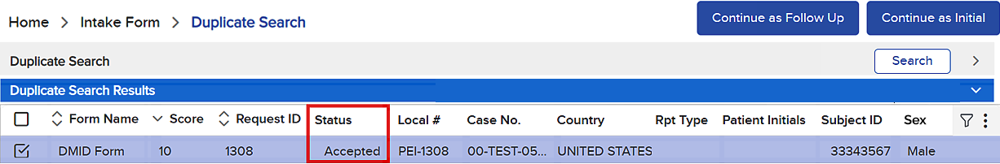 Home > Intake Form > Duplicate Search
Continue as Follow Up Continue as Initial
Duplicate Search Search
Duplicate Search Results
Form Name Score Request ID Status Local # Case No. Country Rpt Type Patient Initials Subject ID Sex
DMID Form 10 1308 Accepted PEI-1308 00-TEST-05... UNITED STATES 33343567 Male